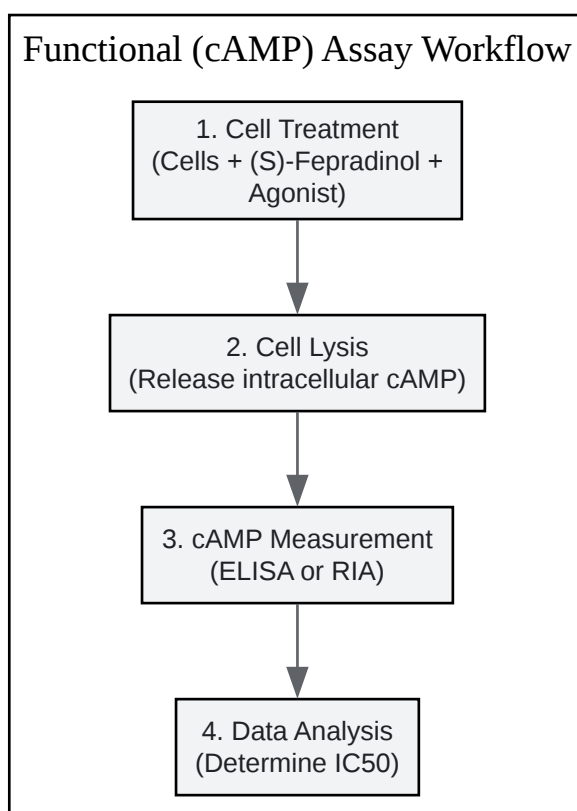 Functional (cAMP) Assay Workflow
1. Cell Treatment
(Cells + (S)-Fepradinol +
Agonist)
2. Cell Lysis
(Release intracellular cAMP)
3. cAMP Measurement
(ELISA or RIA)
4. Data Analysis
(Determine IC50)